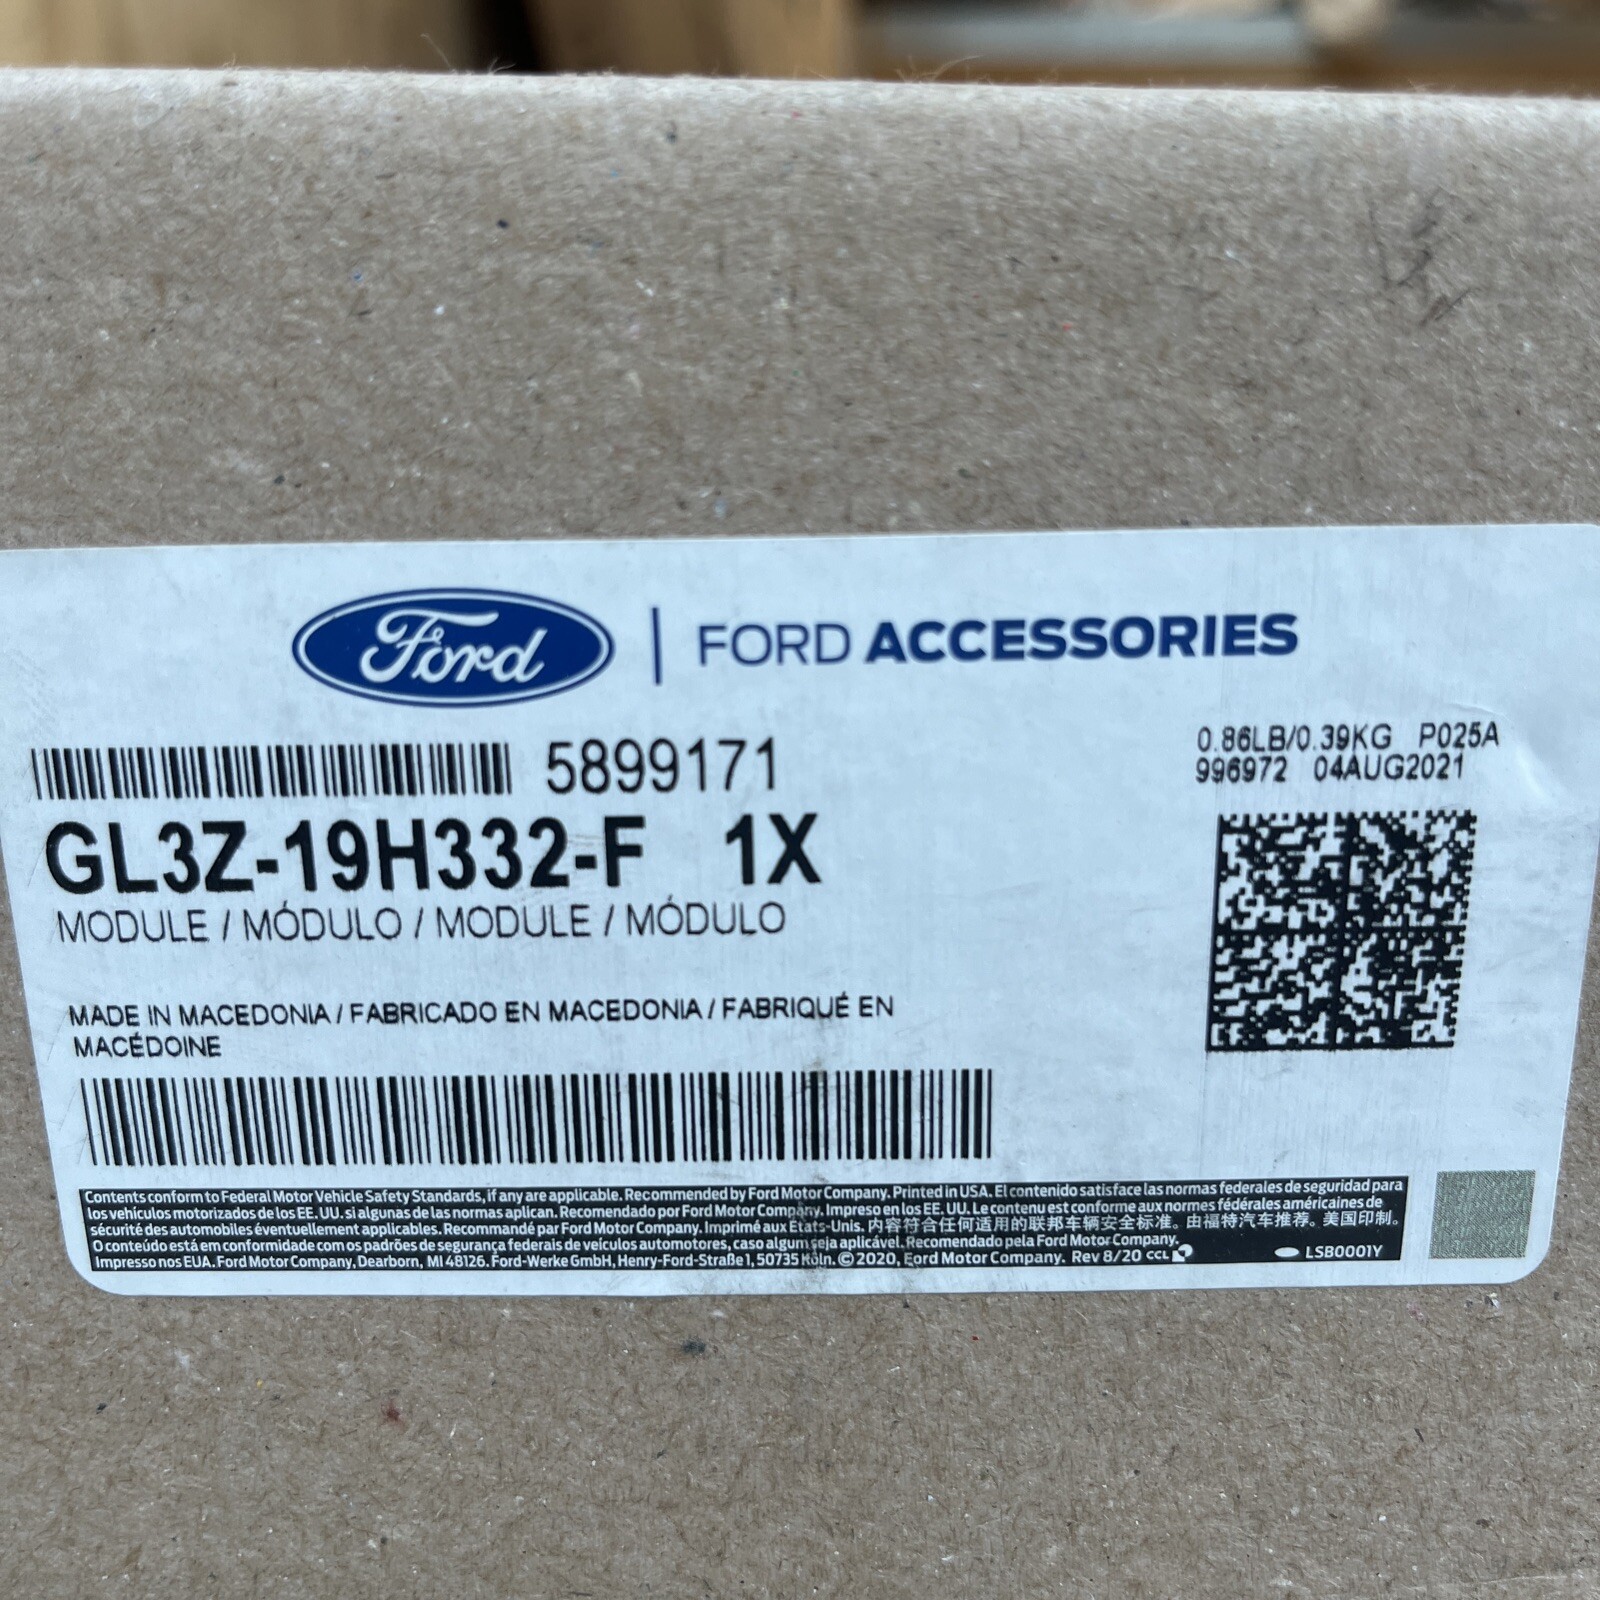 Ford | FORD ACCESSORIES
5899171
0.86LB/0.39KG P025A
996972 04AUG2021
GL3Z-19H332-F 1X
MODULE / MÓDULO / MODULE / MÓDULO
MADE IN MACEDONIA / FABRICADO EN MACEDONIA / FABRIQUÉ EN
MACÉDOINE
Contents conform to Federal Motor Vehicle Safety Standards, if any are applicable. Recommended by Ford Motor Company. Printed in USA. El contenido satisface las normas federales de seguridad para
los vehículos motorizados de los EE. UU. si algunas de las normas aplican. Recomendado por Ford Motor Company. Impreso en los EE. UU. Le contenu est conforme aux normes fédérales américaines de
sécurité des automobiles éventuellement applicables. Recommandé par Ford Motor Company. Imprimé aux États-Unis. 内容符合任何适用的联邦车辆安全标准。由福特汽车推荐。美国印制。
O conteúdo está em conformidade com os padrões de segurança federais de veículos automotores, caso algum seja aplicável. Recomendado pela Ford Motor Company.
Impresso nos EUA. Ford Motor Company, Dearborn, MI 48126. Ford-Werke GmbH, Henry-Ford-Straße 1, 50735 Köln. © 2020, Ford Motor Company. Rev 8/20 CCL
LSB0001Y